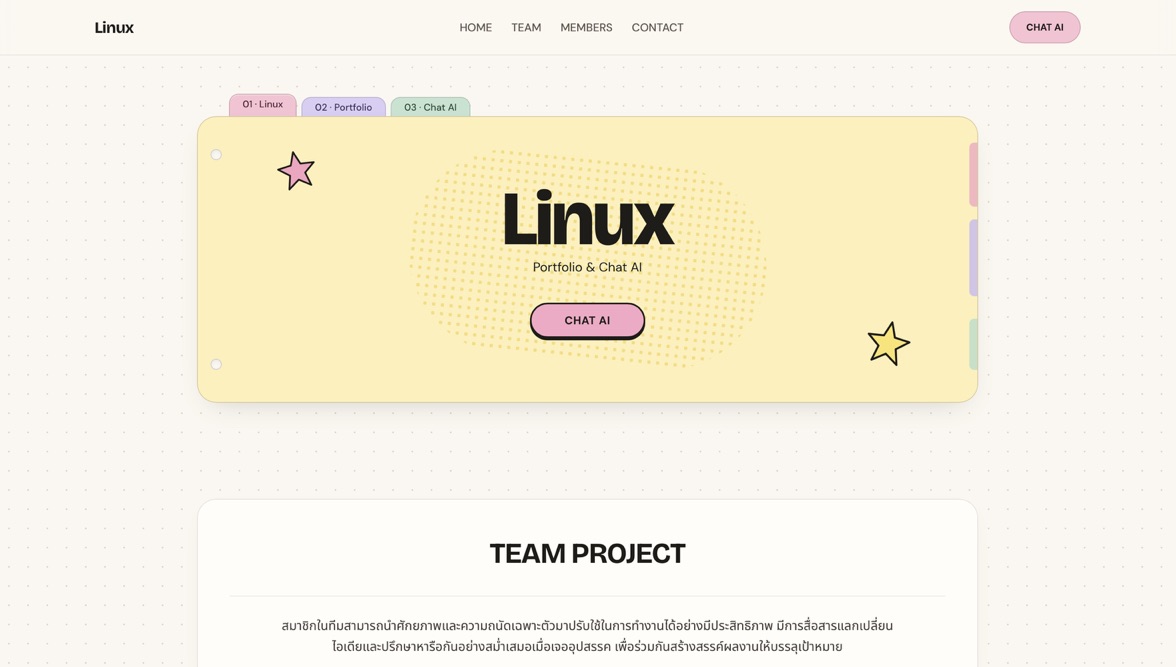 Linux
HOME TEAM MEMBERS CONTACT
CHAT AI
01 · Linux
02 · Portfolio
03 · Chat AI
Linux
Portfolio & Chat AI
CHAT AI
TEAM PROJECT
สมาชิกในทีมสามารถนำศักยภาพและความถนัดเฉพาะตัวมาปรับใช้ในการทำงานได้อย่างมีประสิทธิภาพ มีการสื่อสารแลกเปลี่ยน
ไอเดียและปรึกษาหารือกันอย่างสม่ำเสมอเมื่อเจออุปสรรค เพื่อร่วมกันสร้างสรรค์ผลงานให้บรรลุเป้าหมาย